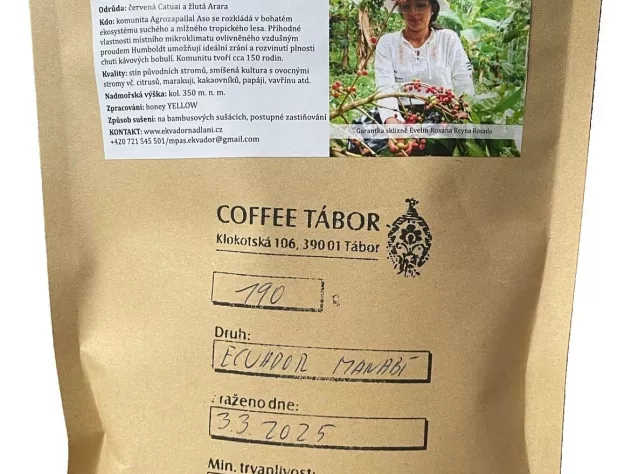 Odrůda: červená Catuai a žlutá Arara
Kdo: komunita Agrozapallal Aso se rozkládá v bohatém
ekosystému suchého a mlžného tropického lesa. Příhodné
vlastnosti místního mikroklimatu ovlivněného vzdušným
proudem Humboldt umožňují ideální zrání a rozvinutí plnosti
chuti kávových bobulí. Komunitu tvoří cca 150 rodin.
Kvality: stín původních stromů, smíšená kultura s ovocnými
stromy vč. citrusů, marakuji, kakaovníků, papáji, vavřínu atd.
Nadmořská výška: kol. 350 m. n. m.
Zpracování: honey YELLOW
Způsob sušení: na bambusových sušácích, postupné zastiňování
KONTAKT: www.ekvadornadlani.cz
+420 721 545 501/mpas.ekvador@gmail.com
Garantka sklizně Evelin Roxana Reyna Rosado
COFFEE TÁBOR
Klokotská 106, 390 01 Tábor
190 g
Druh:
ECUADOR MANABÍ
raženo dne:
3.3.2025
Min. trvanlivost: